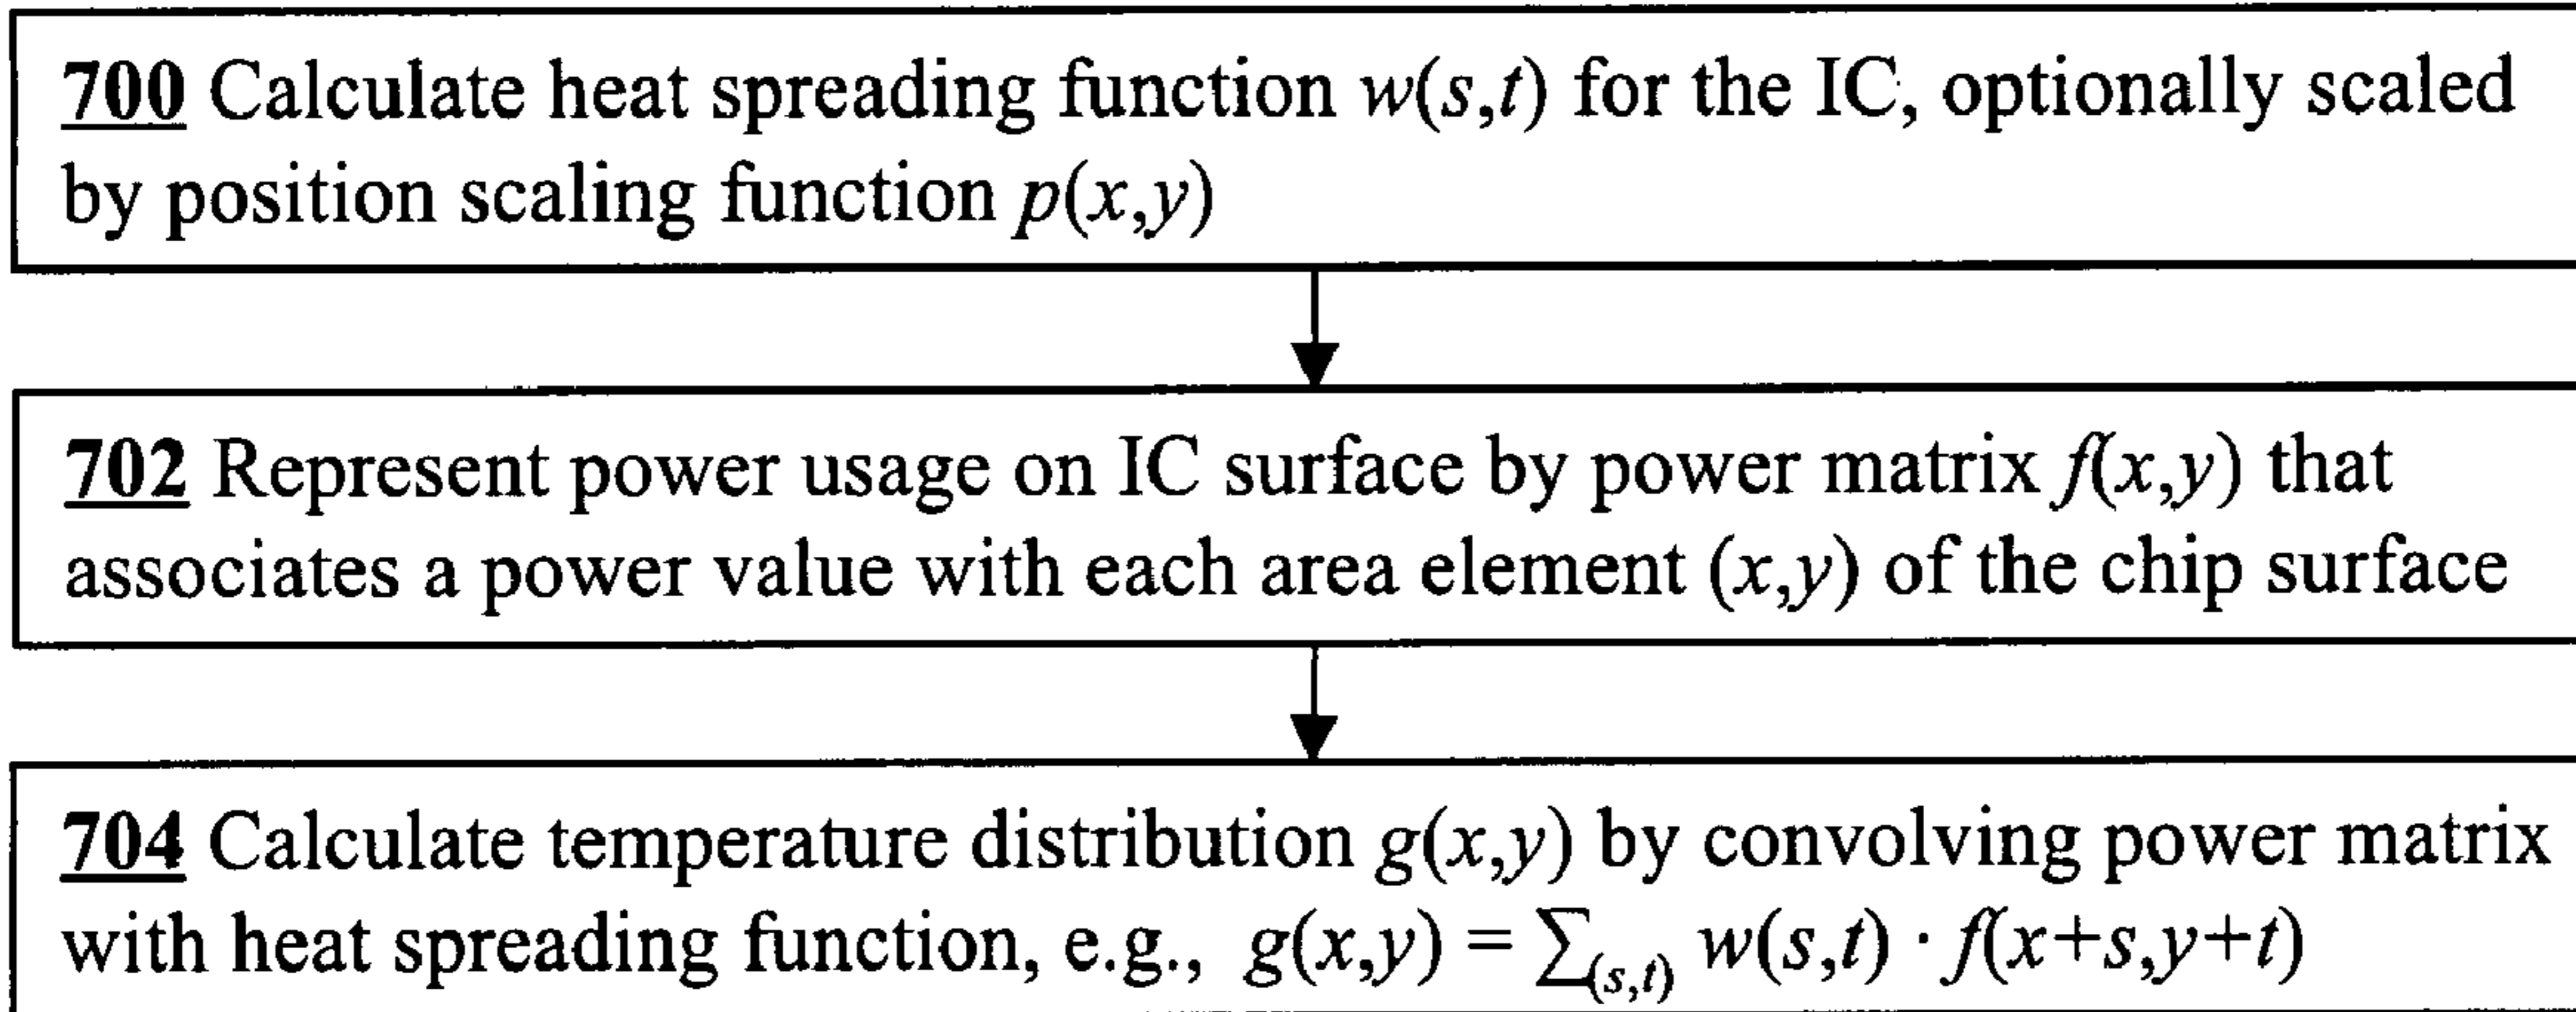 700 Calculate heat spreading function w(s,t) for the IC, optionally scaled
by position scaling function p(x,y)
702 Represent power usage on IC surface by power matrix f(x,y) that
associates a power value with each area element (x,y) of the chip surface
704 Calculate temperature distribution g(x,y) by convolving power matrix
with heat spreading function, e.g., g(x,y) = ∑(s,t) w(s,t) · f(x+s,y+t)